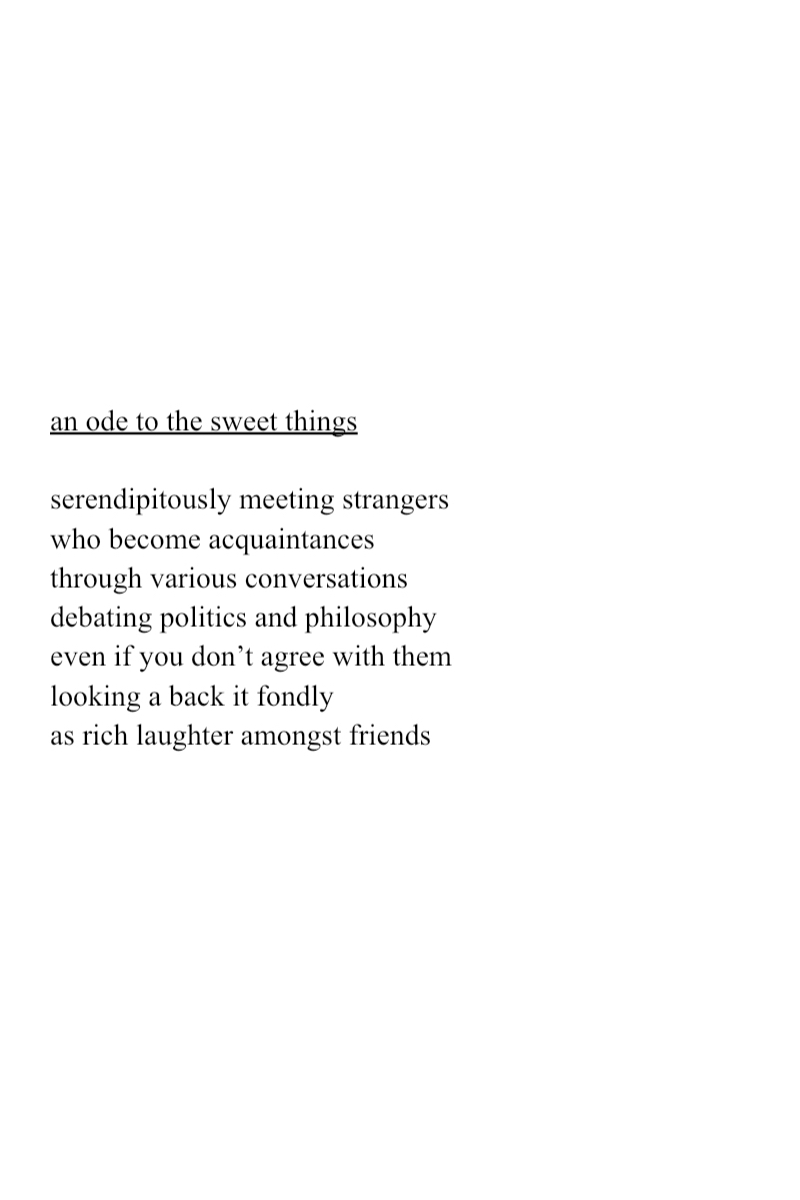 an ode to the sweet things
serendipitously meeting strangers
who become acquaintances
through various conversations
debating politics and philosophy
even if you don’t agree with them
looking a back it fondly
as rich laughter amongst friends